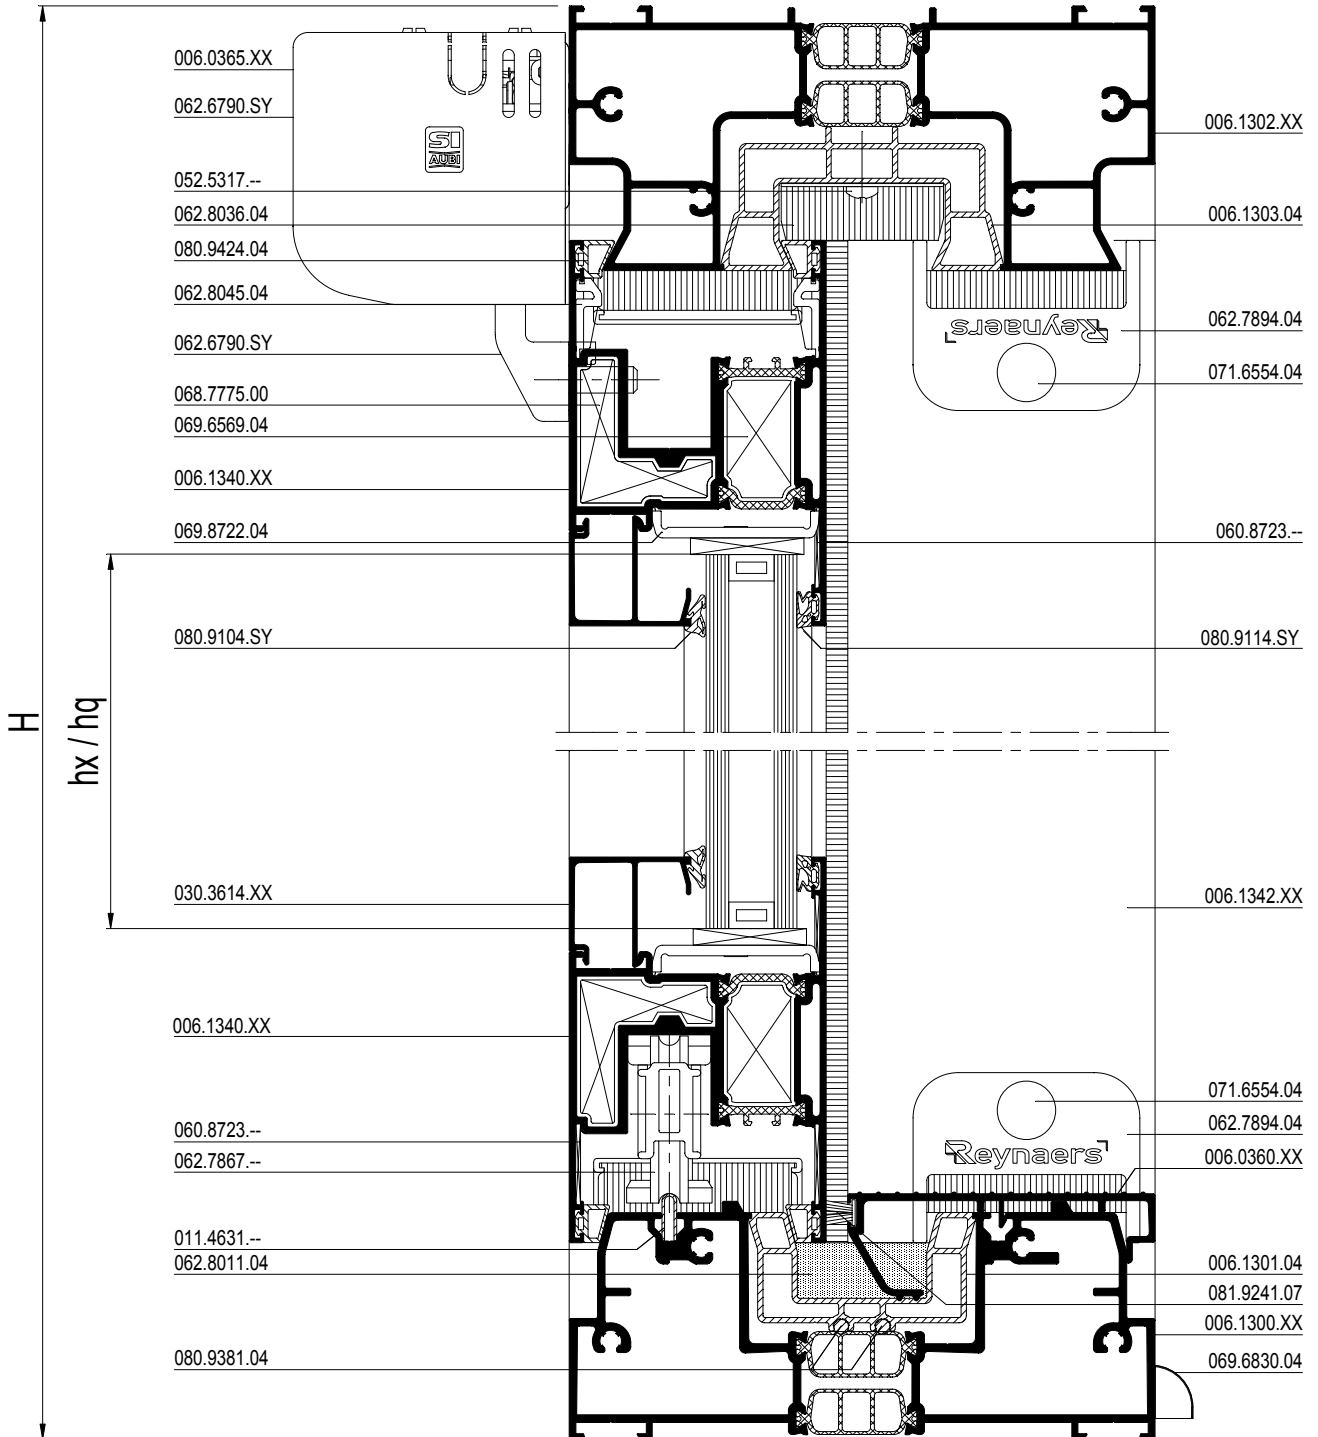 006.0365.XX
062.6790.SY
SI
AUBI
006.1302.XX
052.5317.--
062.8036.04
006.1303.04
080.9424.04
062.8045.04
062.7894.04
Reynaers
062.6790.SY
071.6554.04
068.7775.00
069.6569.04
006.1340.XX
069.8722.04
060.8723.--
080.9104.SY
080.9114.SY
H
hx / hq
030.3614.XX
006.1342.XX
006.1340.XX
071.6554.04
060.8723.--
062.7894.04
Reynaers
062.7867.--
006.0360.XX
011.4631.--
062.8011.04
006.1301.04
081.9241.07
006.1300.XX
080.9381.04
069.6830.04